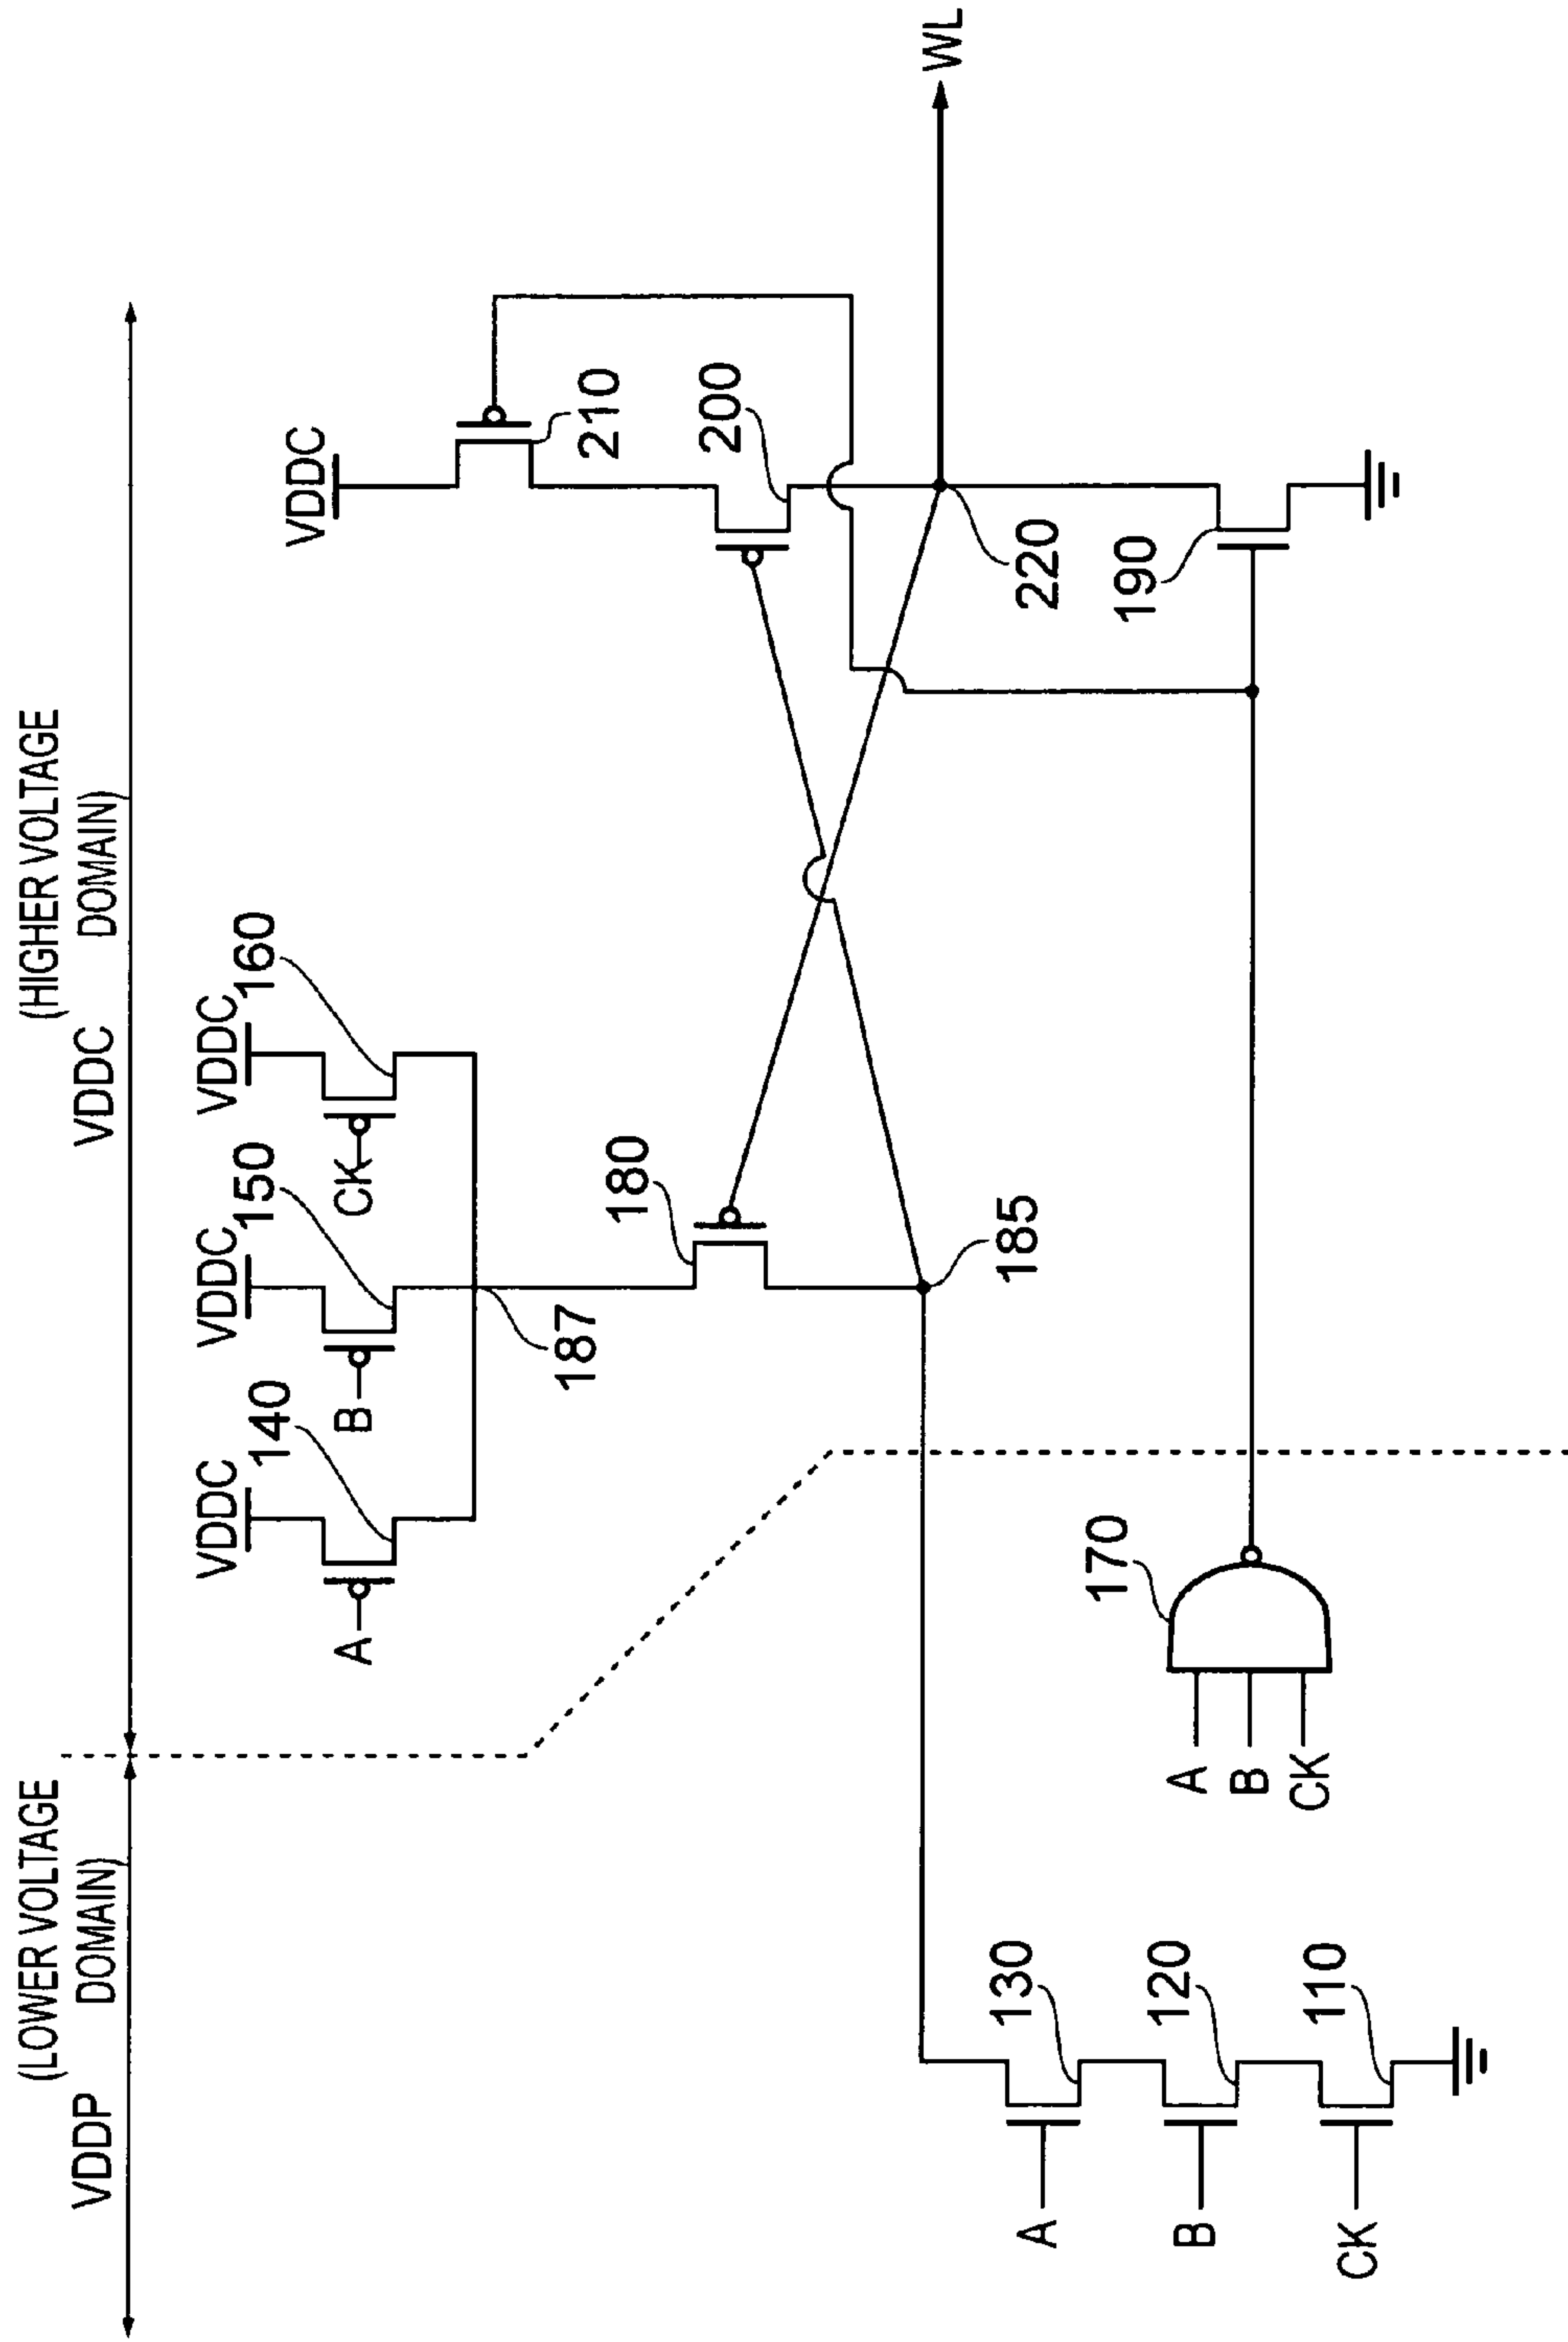 VDDP
(LOWER VOLTAGE
DOMAIN)
VDDC
(HIGHER VOLTAGE
DOMAIN)
VDDC
VDDC
VDDC
VDDC
A
140
B
150
CK
160
187
180
185
210
200
220
190
WL
A
130
B
120
CK
110
A
B
CK
170